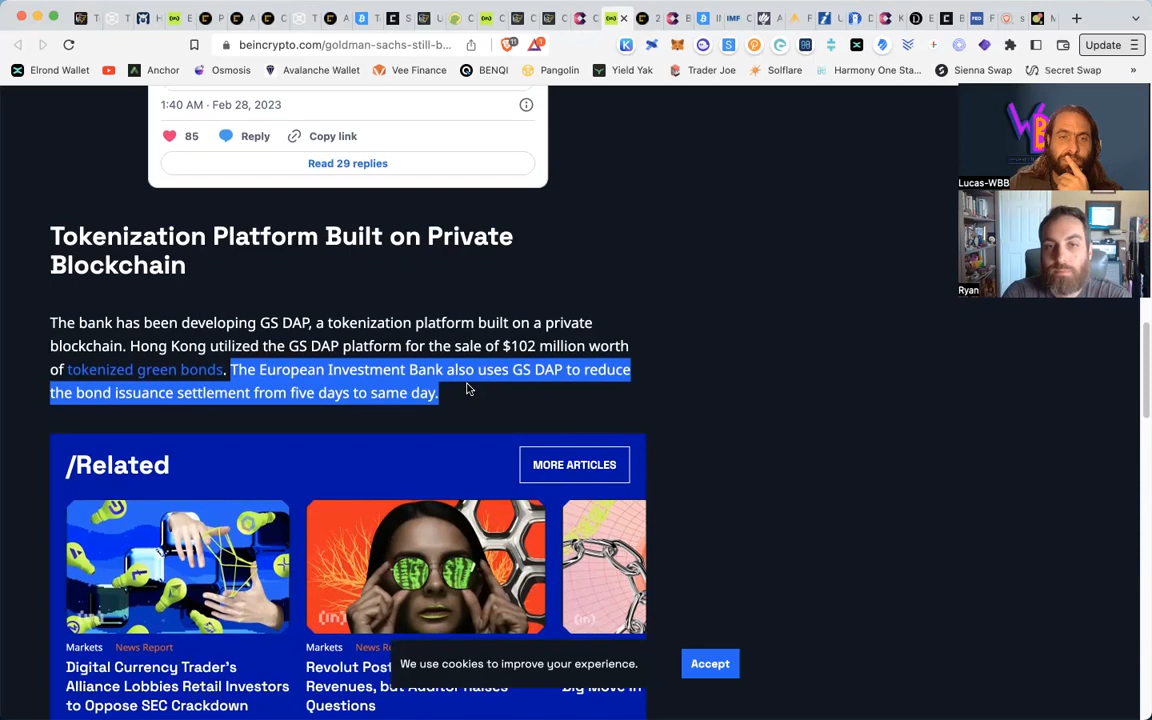 beincrypto.com/goldman-sachs-still-b...
Update
Elrond Wallet
Anchor
Osmosis
Avalanche Wallet
Vee Finance
BENQI
Pangolin
Yield Yak
Trader Joe
Solflare
Harmony One Sta...
Sienna Swap
Secret Swap
1:40 AM · Feb 28, 2023
85
Reply
Copy link
Read 29 replies
Lucas-WBB
Ryan
Tokenization Platform Built on Private
Blockchain
The bank has been developing GS DAP, a tokenization platform built on a private
blockchain. Hong Kong utilized the GS DAP platform for the sale of $102 million worth
of tokenized green bonds. The European Investment Bank also uses GS DAP to reduce
the bond issuance settlement from five days to same day.
/Related
MORE ARTICLES
Markets News Report
Digital Currency Trader's
Alliance Lobbies Retail Investors
to Oppose SEC Crackdown
Markets
Revolut Post
Revenues, but Auditor Raises
Questions
Big Move in
We use cookies to improve your experience.
Accept